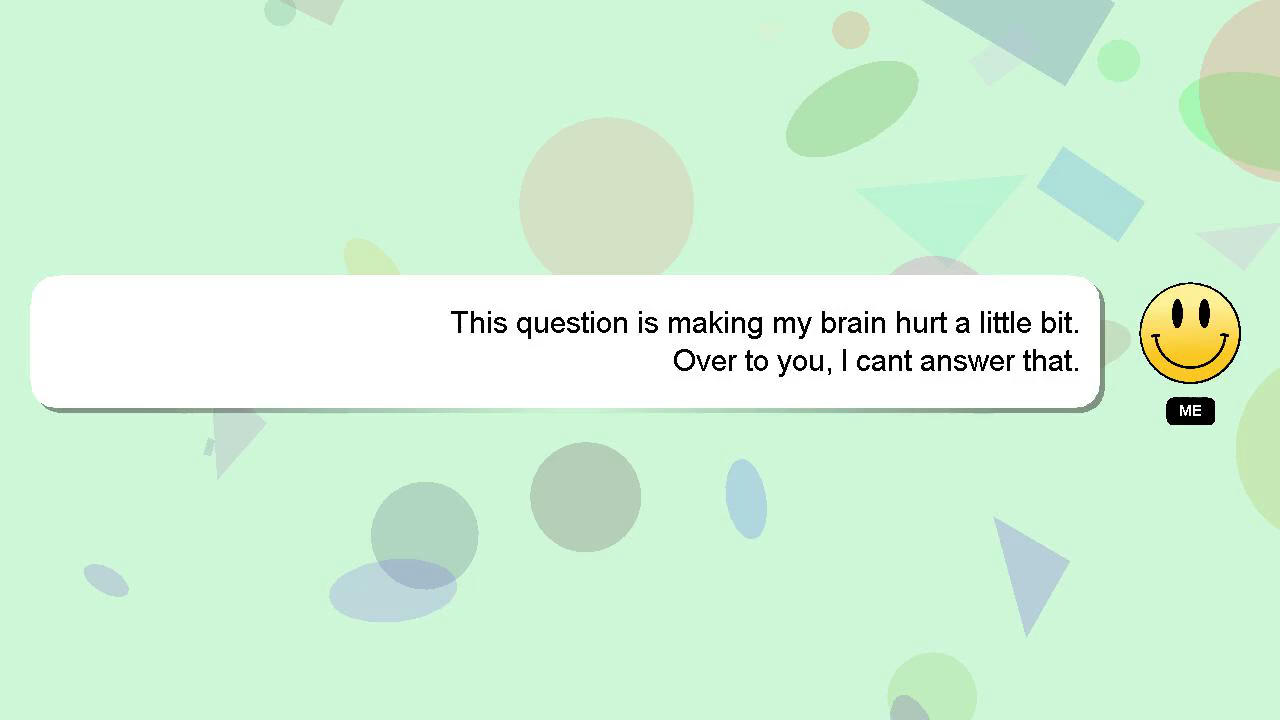 This question is making my brain hurt a little bit.
Over to you, I cant answer that.
ME